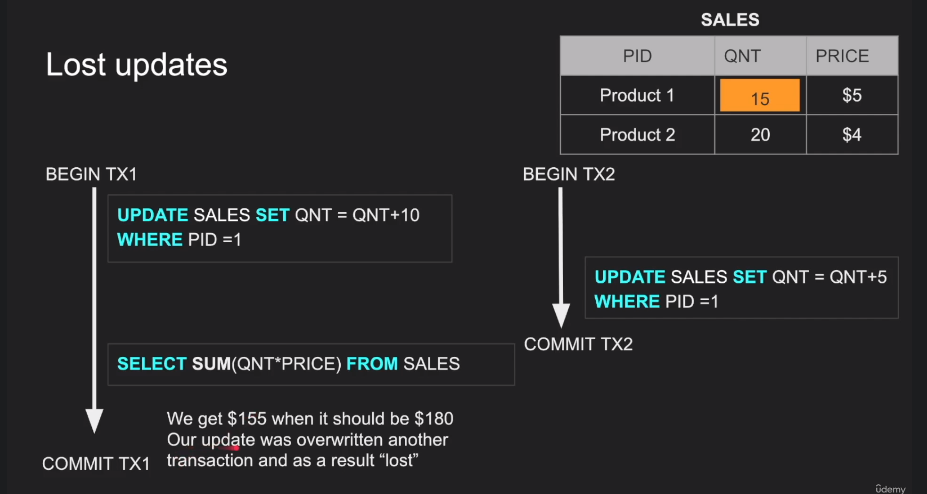 SALES
Lost updates
PID QNT PRICE
Product 1 15 $5
Product 2 20 $4
BEGIN TX1
BEGIN TX2
UPDATE SALES SET QNT = QNT+10
WHERE PID =1
UPDATE SALES SET QNT = QNT+5
WHERE PID =1
COMMIT TX2
SELECT SUM(QNT*PRICE) FROM SALES
We get $155 when it should be $180
Our update was overwritten another
transaction and as a result “lost”
COMMIT TX1
ûdemy